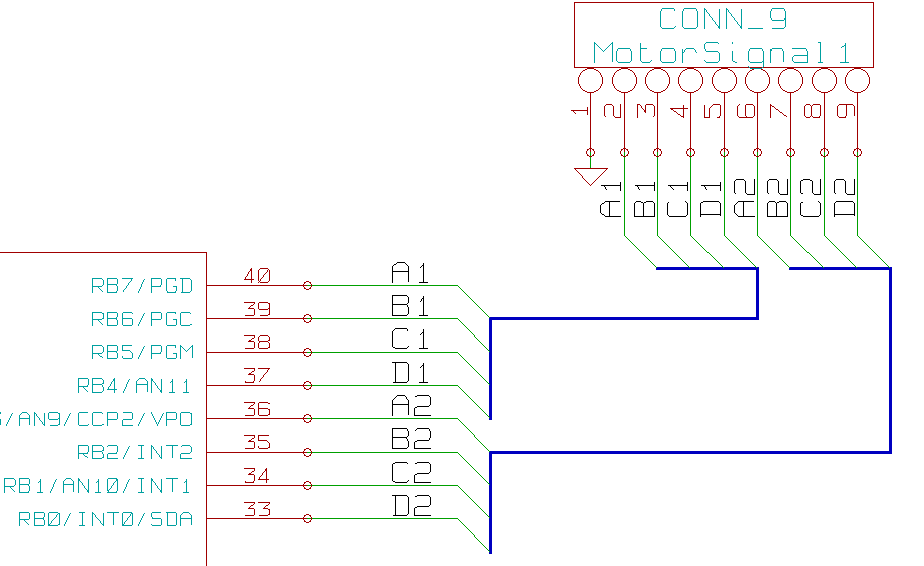 CONN_9
MotorSignal1
1 2 3 4 5 6 7 8 9
A1 B1 C1 D1 A2 B2 C2 D2
RB7/PGD 40 A1
RB6/PGC 39 B1
RB5/PGM 38 C1
RB4/AN11 37 D1
/AN9/CCP2/VPO 36 A2
RB2/INT2 35 B2
RB1/AN10/INT1 34 C2
RB0/INT0/SDA 33 D2